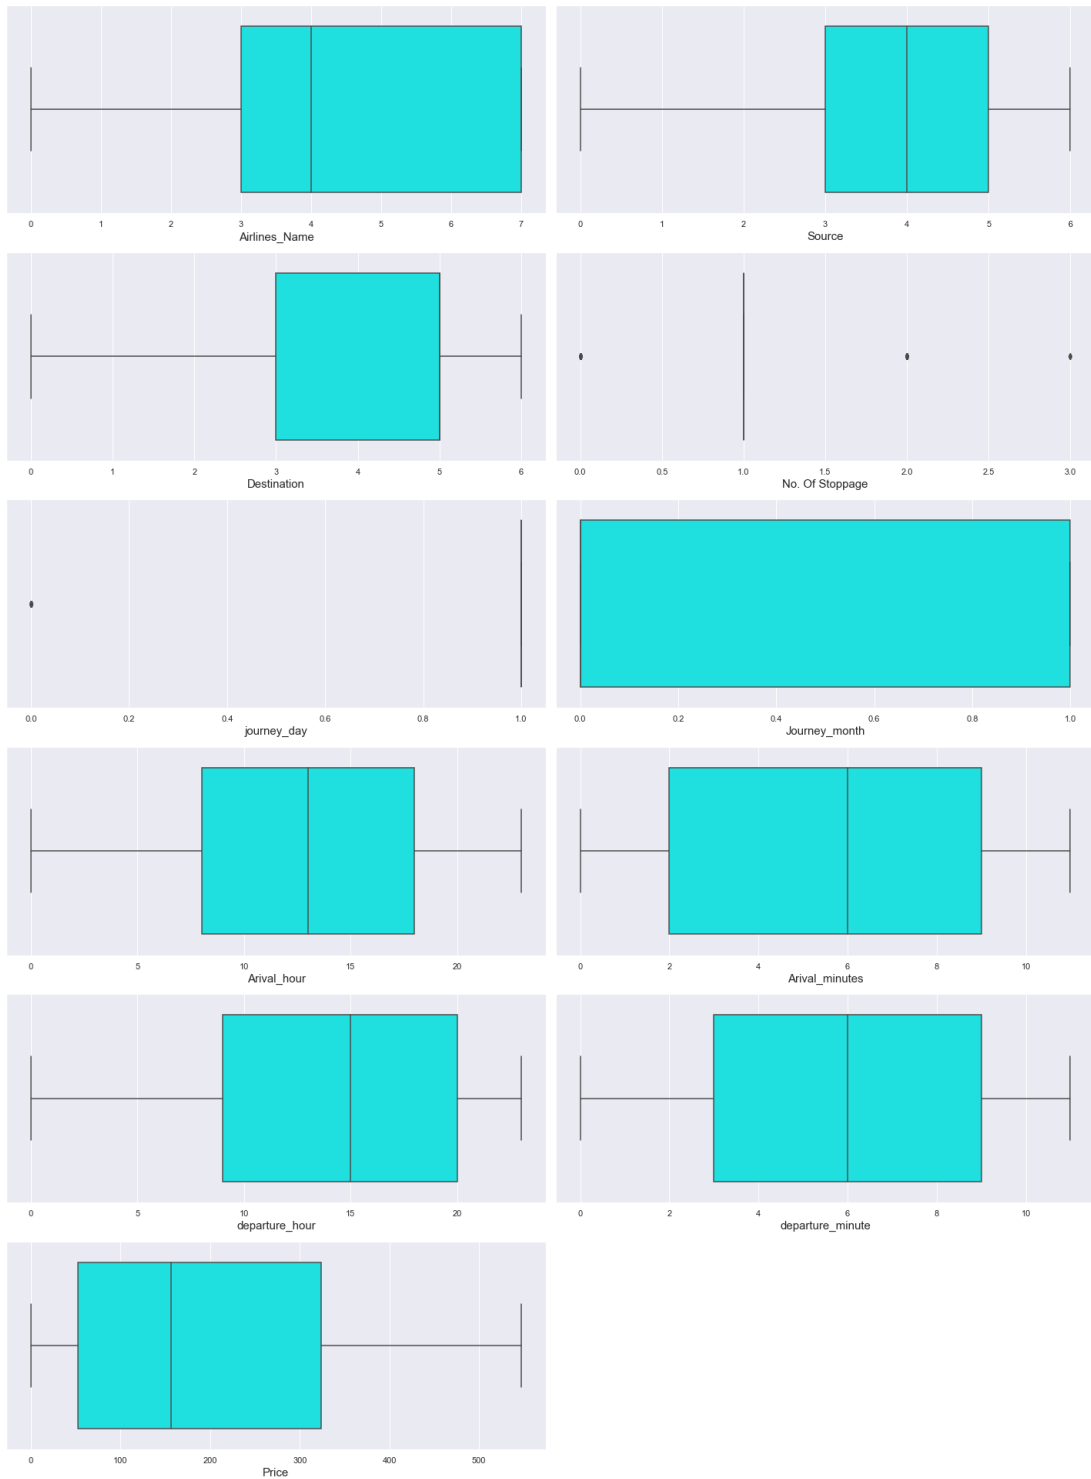 0 1 2 3 4 5 6 7
Airlines_Name
0 1 2 3 4 5 6
Source
0 1 2 3 4 5 6
Destination
0.0 0.5 1.0 1.5 2.0 2.5 3.0
No. Of Stoppage
0.0 0.2 0.4 0.6 0.8 1.0
journey_day
0.0 0.2 0.4 0.6 0.8 1.0
Journey_month
0 5 10 15 20
Arival_hour
0 2 4 6 8 10
Arival_minutes
0 5 10 15 20
departure_hour
0 2 4 6 8 10
departure_minute
0 100 200 300 400 500
Price